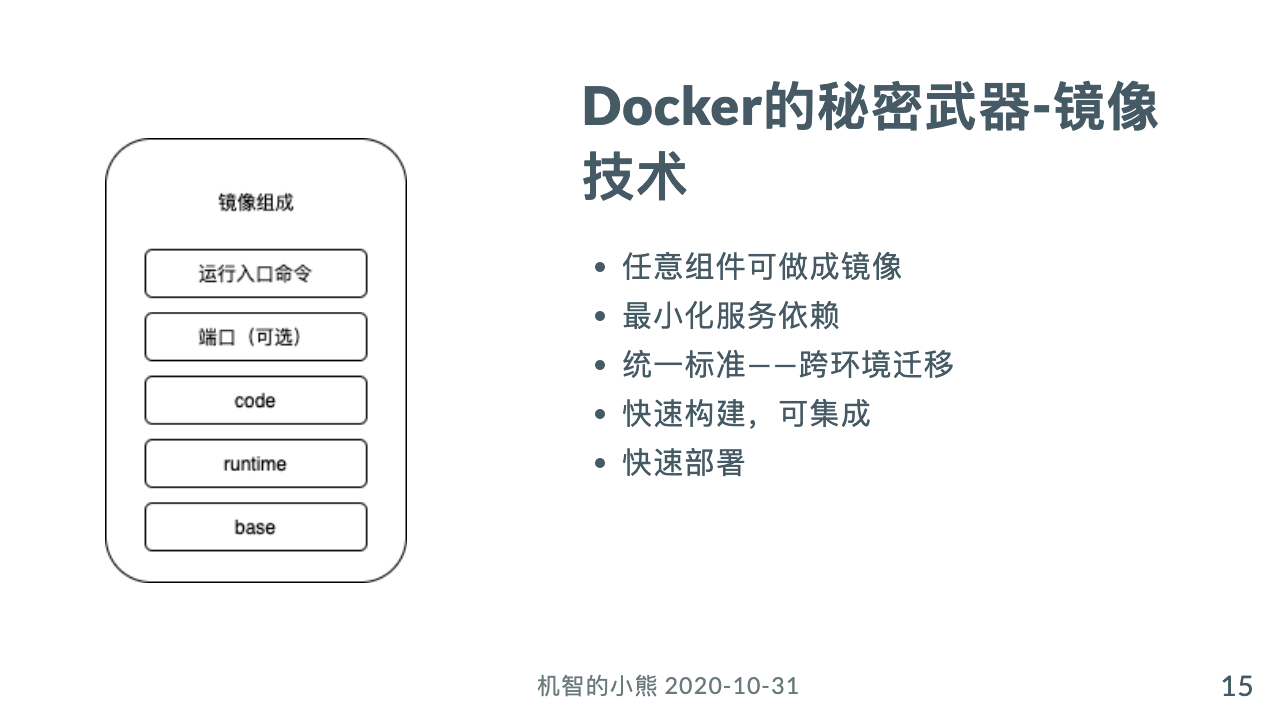 镜像组成
运行入口命令
端口（可选）
code
runtime
base
Docker的秘密武器-镜像
技术
任意组件可做成镜像
最小化服务依赖
统一标准——跨环境迁移
快速构建，可集成
快速部署
机智的小熊 2020-10-31
15